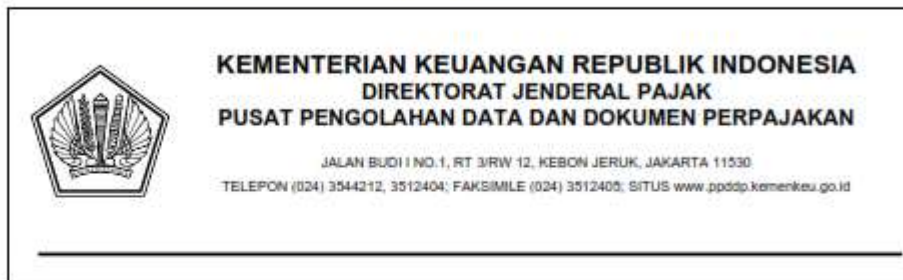 KEMENTERIAN KEUANGAN REPUBLIK INDONESIA
DIREKTORAT JENDERAL PAJAK
PUSAT PENGOLAHAN DATA DAN DOKUMEN PERPAJAKAN
JALAN BUDI I NO.1, RT 3/RW 12, KEBON JERUK, JAKARTA 11530
TELEPON (024) 3544212, 3512404; FAKSIMILE (024) 3512405; SITUS www.ppddp.kemenkeu.go.id